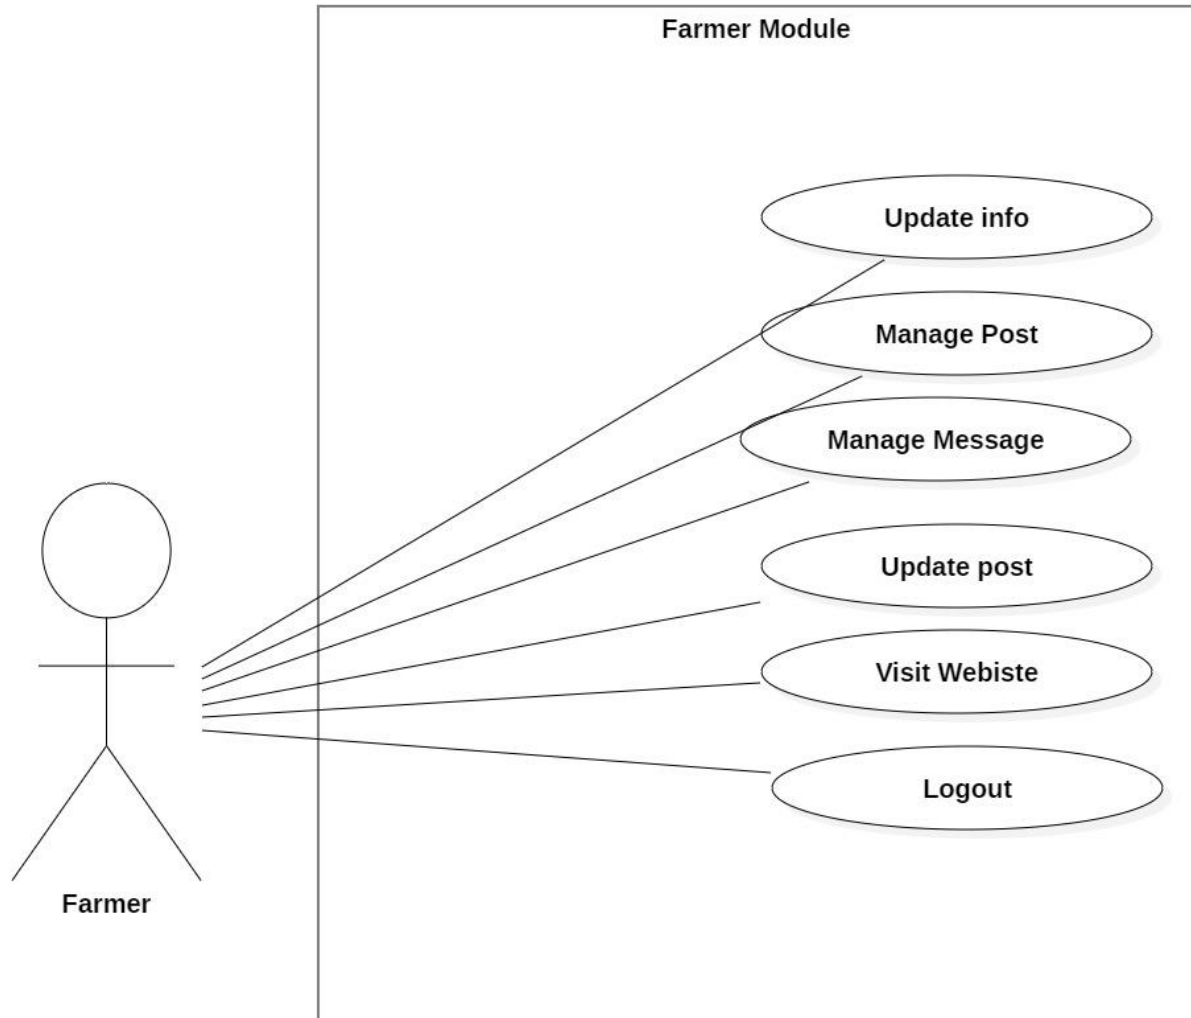 Farmer Module
Update info
Manage Post
Manage Message
Update post
Visit Webiste
Logout
Farmer